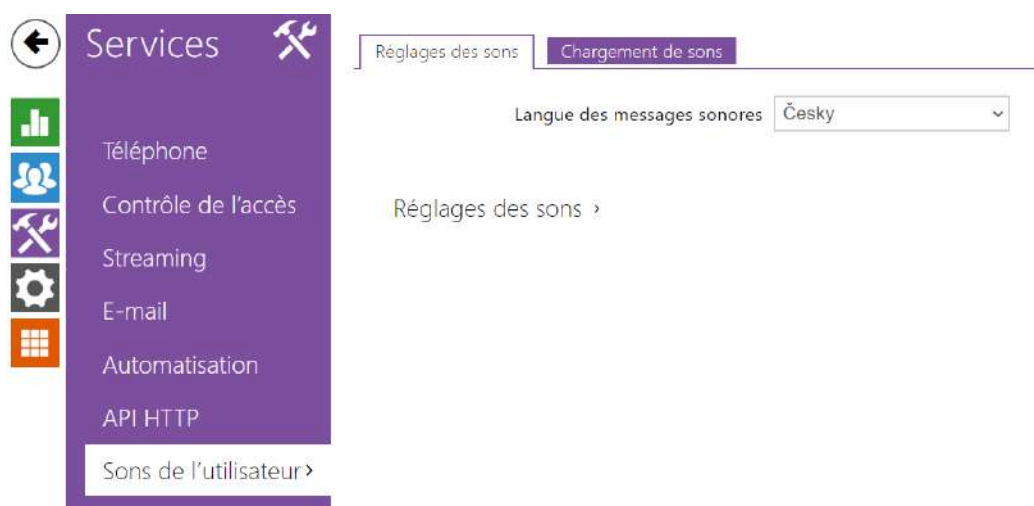 Services
Téléphone
Contrôle de l'accès
Streaming
E-mail
Automatisation
API HTTP
Sons de l'utilisateur ›
Réglages des sons
Chargement de sons
Langue des messages sonores Česky
Réglages des sons ›